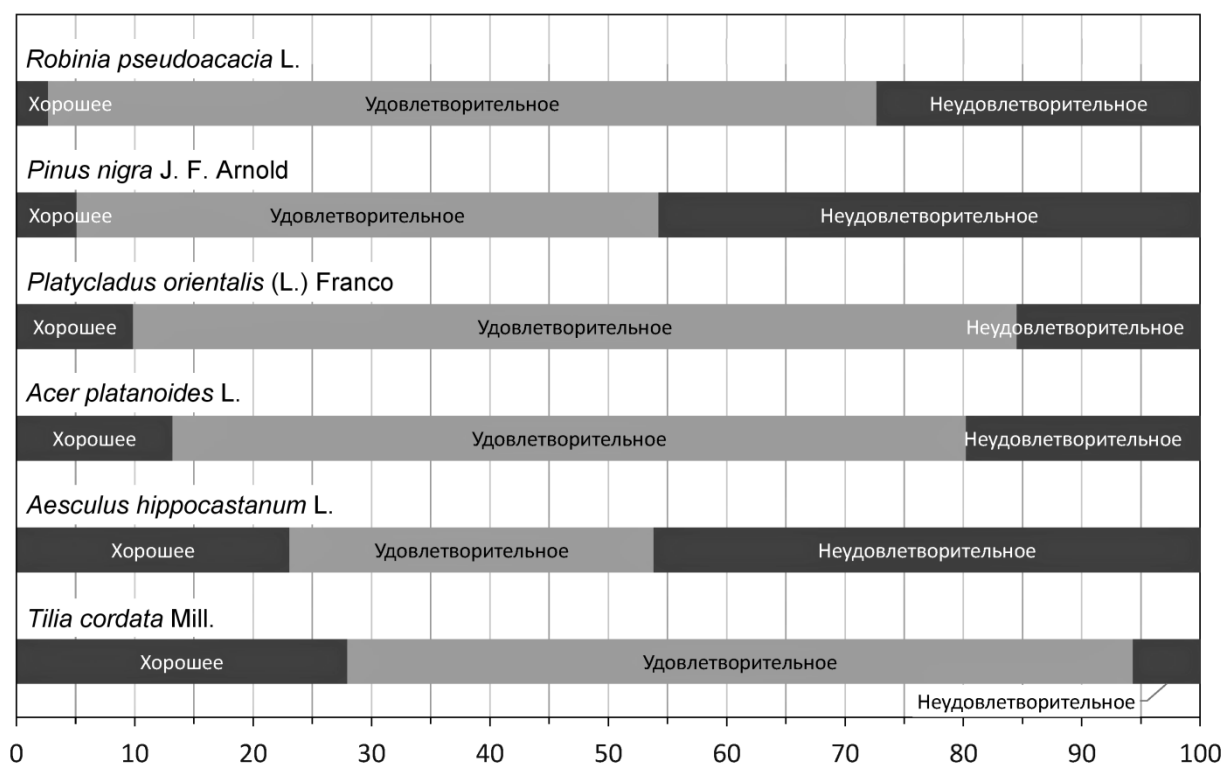 Robinia pseudoacacia L.
Хорошее Удовлетворительное Неудовлетворительное
Pinus nigra J. F. Arnold
Хорошее Удовлетворительное Неудовлетворительное
Platycladus orientalis (L.) Franco
Хорошее Удовлетворительное Неудовлетворительное
Acer platanoides L.
Хорошее Удовлетворительное Неудовлетворительное
Aesculus hippocastanum L.
Хорошее Удовлетворительное Неудовлетворительное
Tilia cordata Mill.
Хорошее Удовлетворительное
Неудовлетворительное
0 10 20 30 40 50 60 70 80 90 100